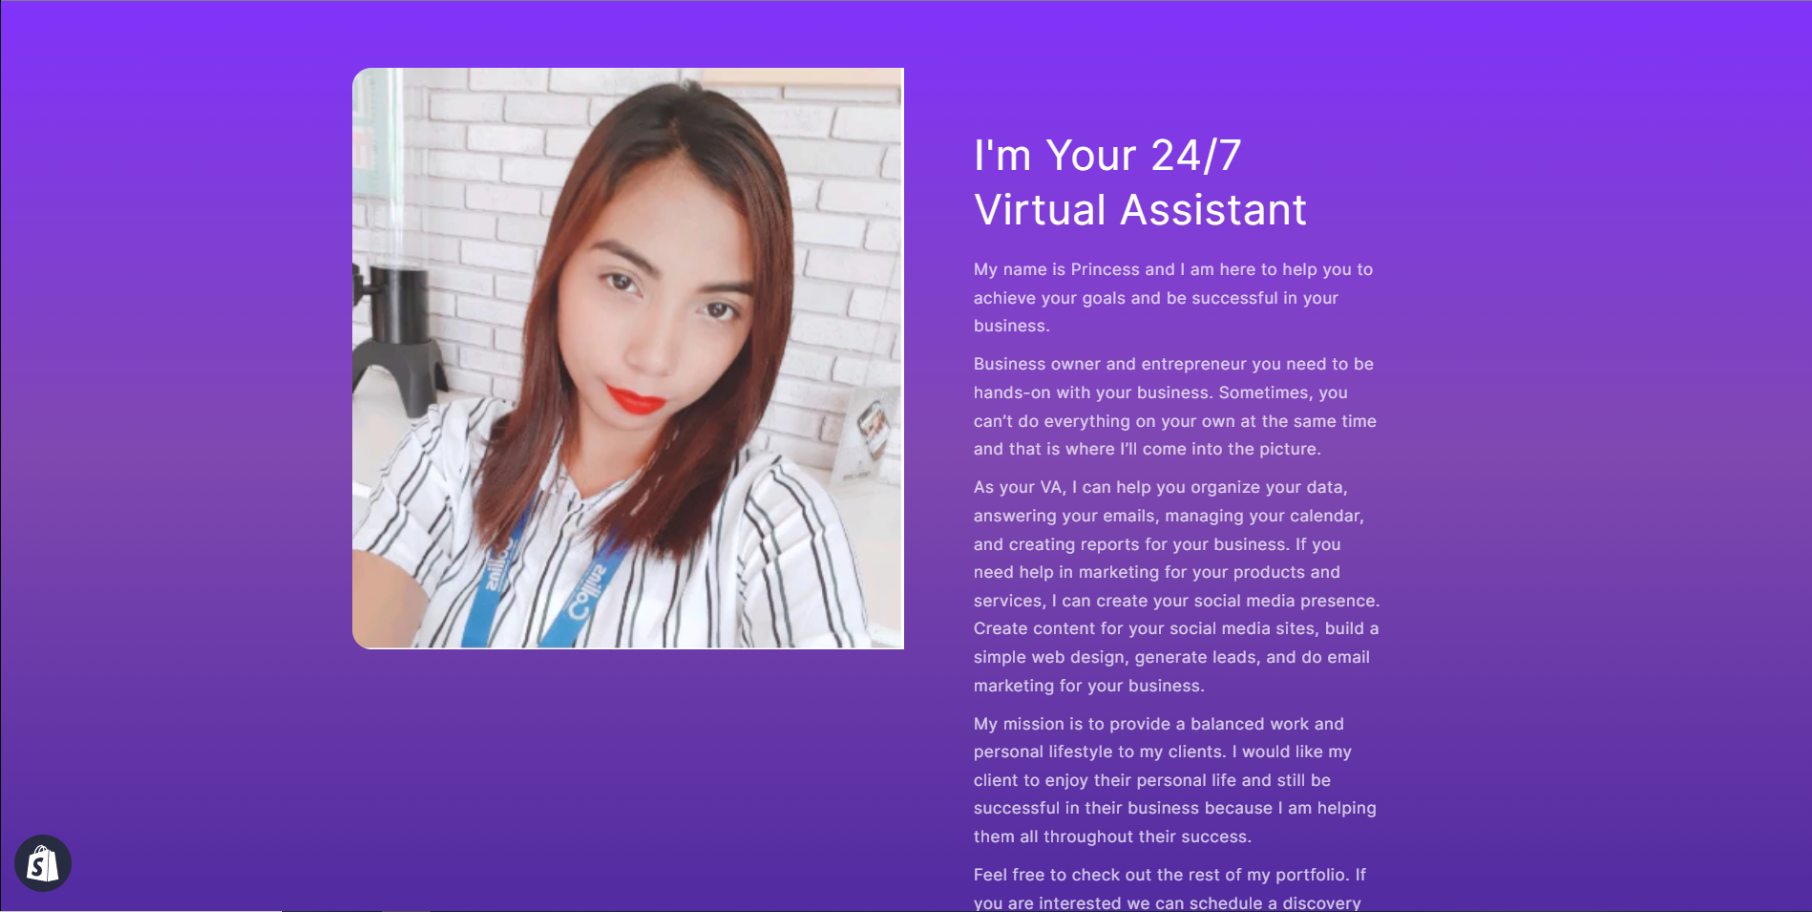 I'm Your 24/7
Virtual Assistant
My name is Princess and I am here to help you to
achieve your goals and be successful in your
business.
Business owner and entrepreneur you need to be
hands-on with your business. Sometimes, you
can’t do everything on your own at the same time
and that is where I’ll come into the picture.
As your VA, I can help you organize your data,
answering your emails, managing your calendar,
and creating reports for your business. If you
need help in marketing for your products and
services, I can create your social media presence.
Create content for your social media sites, build a
simple web design, generate leads, and do email
marketing for your business.
My mission is to provide a balanced work and
personal lifestyle to my clients. I would like my
client to enjoy their personal life and still be
successful in their business because I am helping
them all throughout their success.
Feel free to check out the rest of my portfolio. If
you are interested we can schedule a discovery
Collins
Collins
S